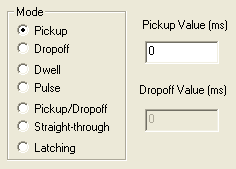 Mode
Pickup
Dropoff
Dwell
Pulse
Pickup/Dropoff
Straight-through
Latching
Pickup Value (ms)
0
Dropoff Value (ms)
0